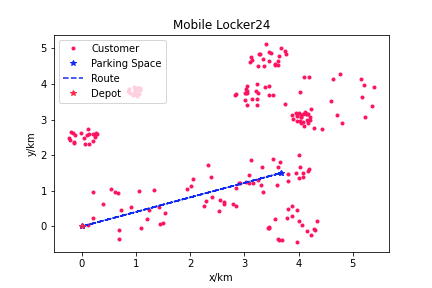 Mobile Locker24
Customer
Parking Space
Route
Depot
y/km
5
4
3
2
1
0
0 1 2 3 4 5
x/km